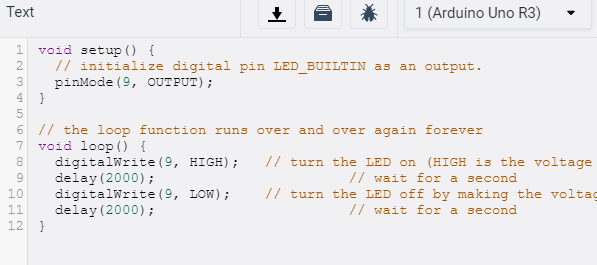 Text
1 (Arduino Uno R3)
1 void setup() {
2   // initialize digital pin LED_BUILTIN as an output.
3   pinMode(9, OUTPUT);
4 }
5
6 // the loop function runs over and over again forever
7 void loop() {
8   digitalWrite(9, HIGH);   // turn the LED on (HIGH is the voltage
9   delay(2000);                       // wait for a second
10   digitalWrite(9, LOW);    // turn the LED off by making the voltag
11   delay(2000);                       // wait for a second
12 }